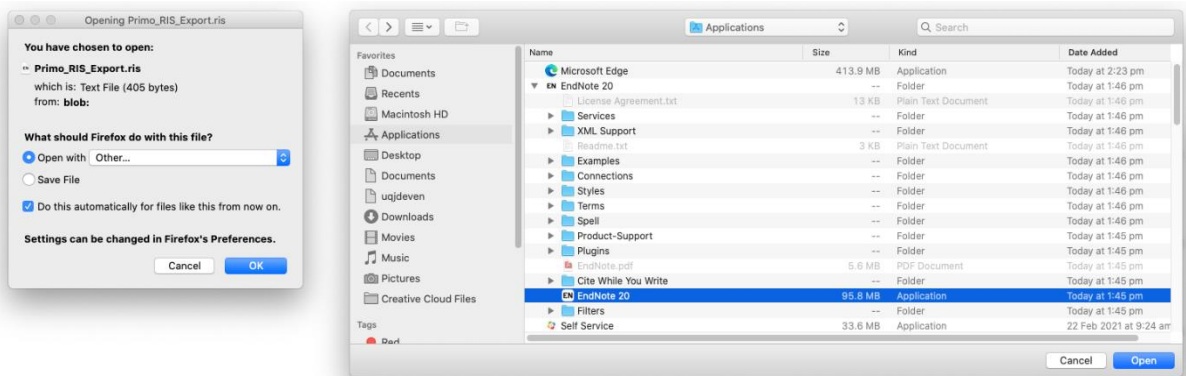 Opening Primo_RIS_Export.ris
You have chosen to open:
Primo_RIS_Export.ris
which is: Text File (405 bytes)
from: blob:
What should Firefox do with this file?
Open with Other...
Save File
Do this automatically for files like this from now on.
Settings can be changed in Firefox's Preferences.
Cancel OK
Applications
Search
Favorites
Documents
Recents
Macintosh HD
Applications
Desktop
Documents
uqjdeven
Downloads
Movies
Music
Pictures
Creative Cloud Files
Tags
Red
Name Size Kind Date Added
Microsoft Edge 413.9 MB Application Today at 2:23 pm
EN EndNote 20 -- Folder Today at 1:46 pm
License Agreement.txt 13 KB Plain Text Document Today at 1:46 pm
Services -- Folder Today at 1:46 pm
XML Support -- Folder Today at 1:46 pm
Readme.txt 3 KB Plain Text Document Today at 1:46 pm
Examples -- Folder Today at 1:46 pm
Connections -- Folder Today at 1:46 pm
Styles -- Folder Today at 1:46 pm
Terms -- Folder Today at 1:46 pm
Spell -- Folder Today at 1:46 pm
Product-Support -- Folder Today at 1:45 pm
Plugins -- Folder Today at 1:45 pm
EndNote.pdf 5.6 MB PDF Document Today at 1:45 pm
Cite While You Write -- Folder Today at 1:45 pm
EN EndNote 20 95.8 MB Application Today at 1:45 pm
Filters -- Folder Today at 1:45 pm
Self Service 33.6 MB Application 22 Feb 2021 at 9:24 am
Cancel Open